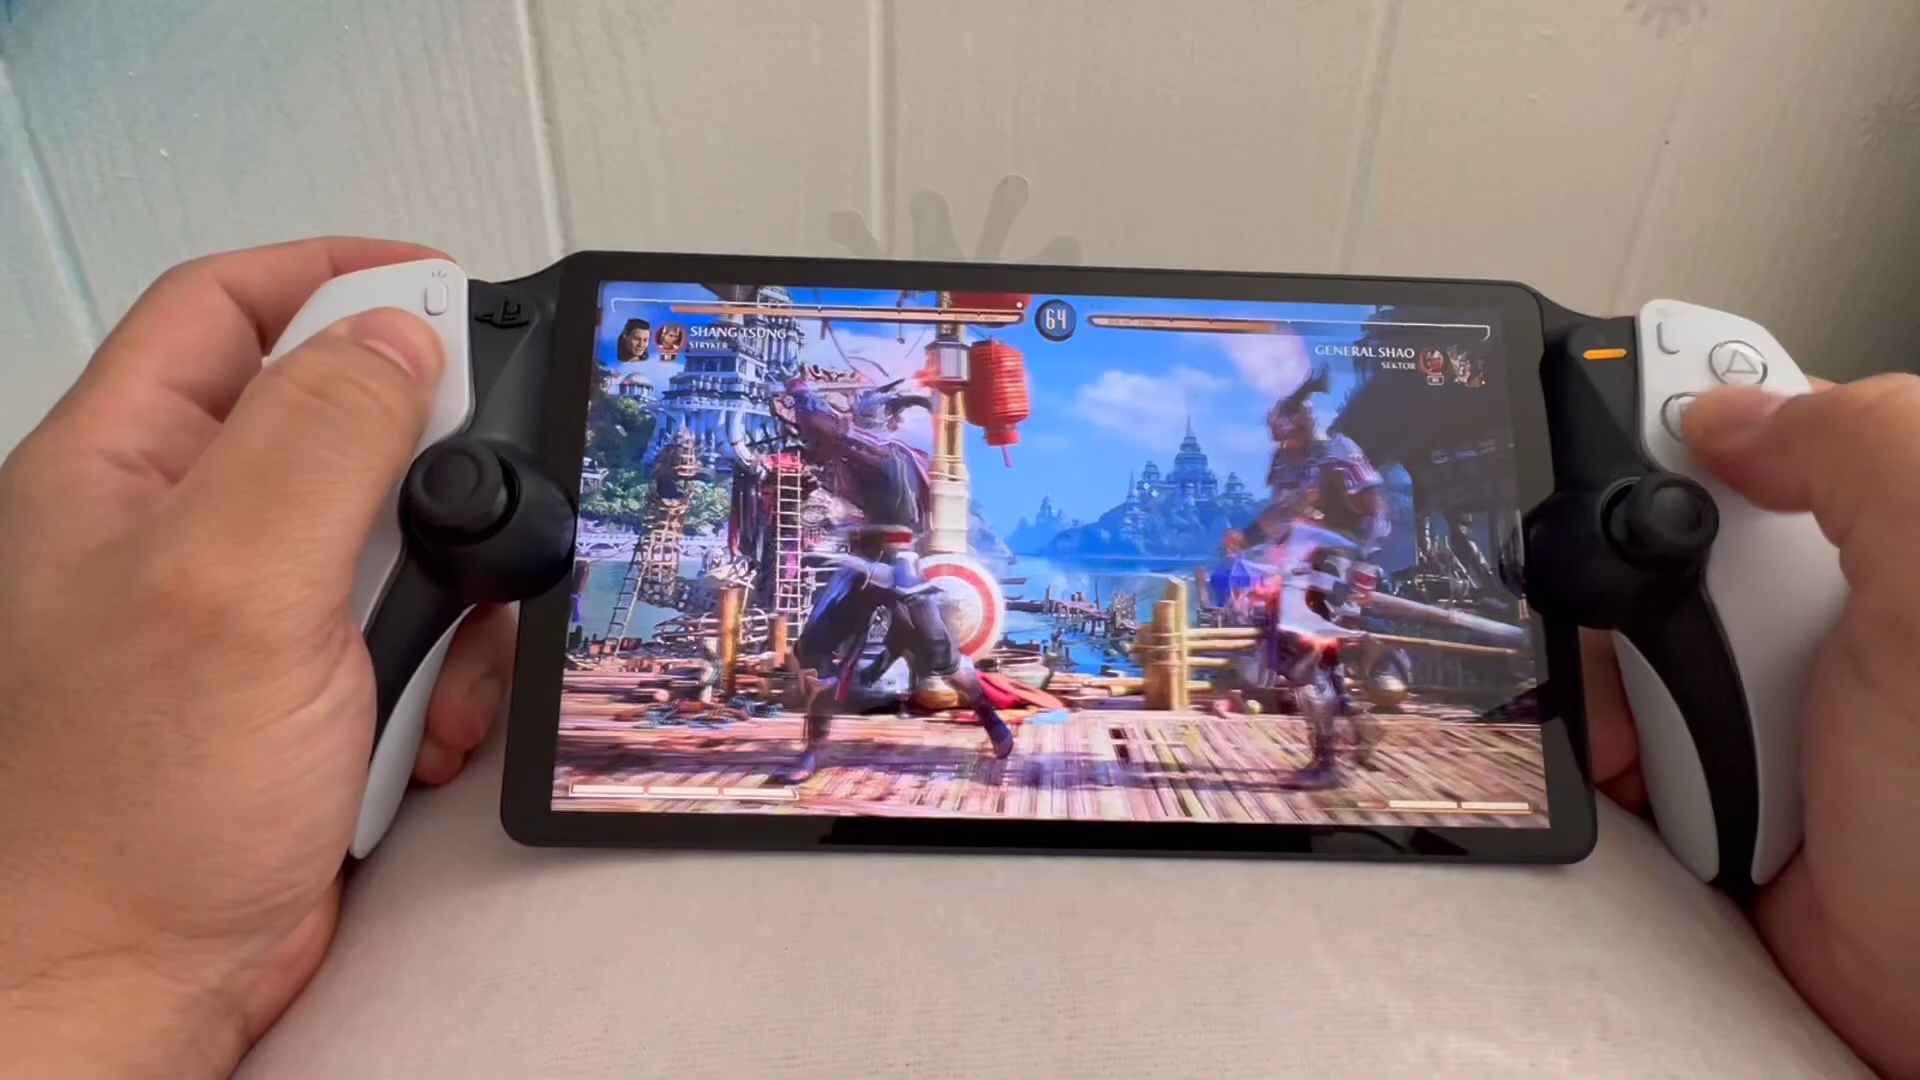 64
SHANG TSUNG
STRYKER
GENERAL SHAO
SEKTOR